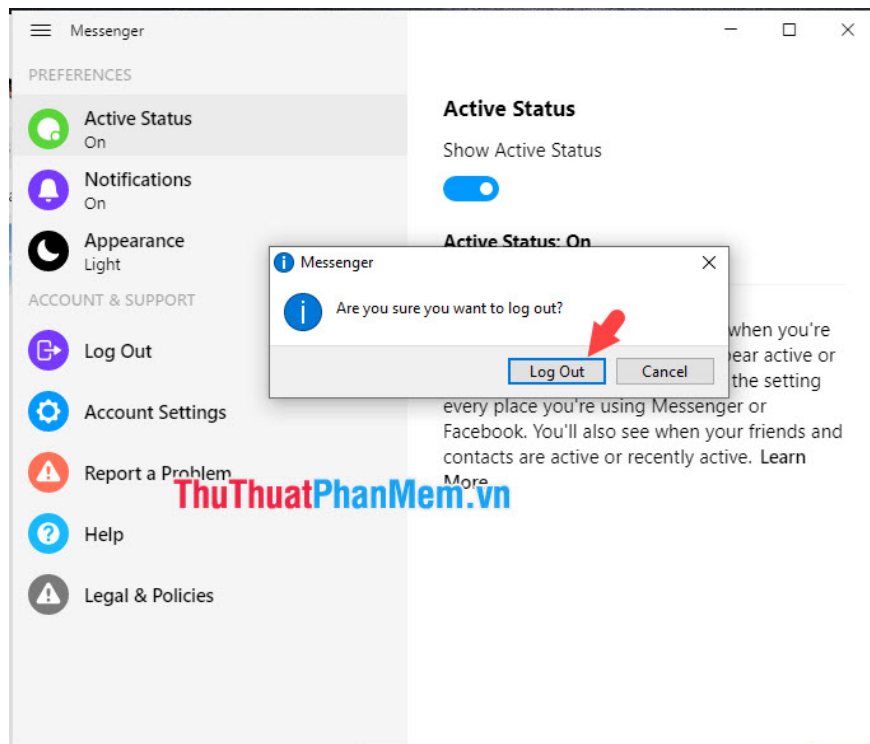 Messenger
PREFERENCES
Active Status
On
Notifications
On
Appearance
Light
ACCOUNT & SUPPORT
Log Out
Account Settings
Report a Problem
Help
Legal & Policies
Active Status
Show Active Status
Active Status: On
Messenger
Are you sure you want to log out?
Log Out
Cancel
when you're
active or
the setting
every place you're using Messenger or
Facebook. You'll also see when your friends and
contacts are active or recently active. Learn
More
ThuThuatPhanMem.vn